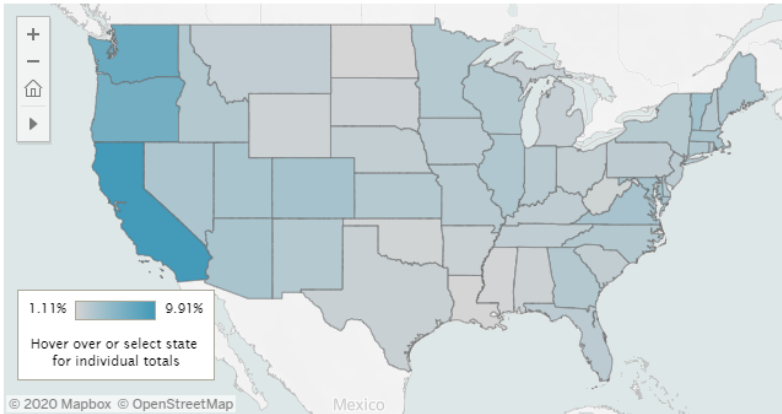 +
−
1.11% 9.91%
Hover over or select state
for individual totals
© 2020 Mapbox © OpenStreetMap
Mexico